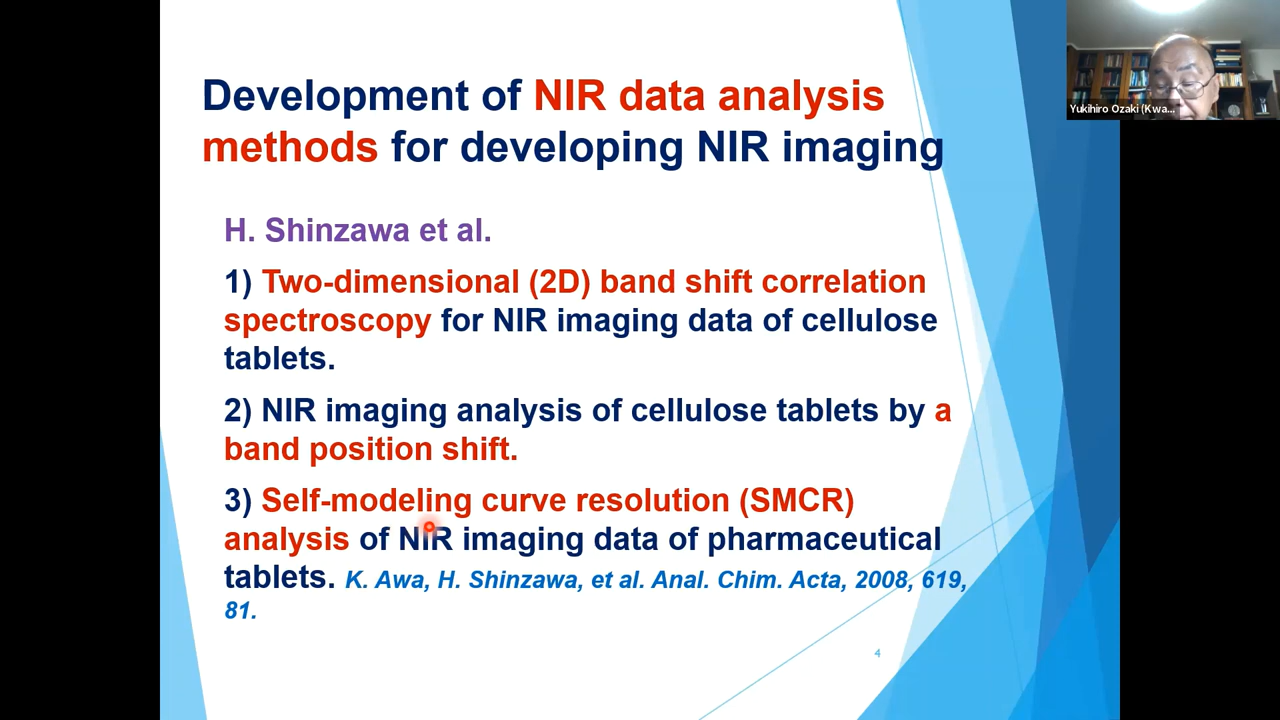 Development of NIR data analysis
methods for developing NIR imaging
H. Shinzawa et al.
1) Two-dimensional (2D) band shift correlation
spectroscopy for NIR imaging data of cellulose
tablets.
2) NIR imaging analysis of cellulose tablets by a
band position shift.
3) Self-modeling curve resolution (SMCR)
analysis of NIR imaging data of pharmaceutical
tablets. K. Awa, H. Shinzawa, et al. Anal. Chim. Acta, 2008, 619,
81.
4
Yukihiro Ozaki (Kwa...